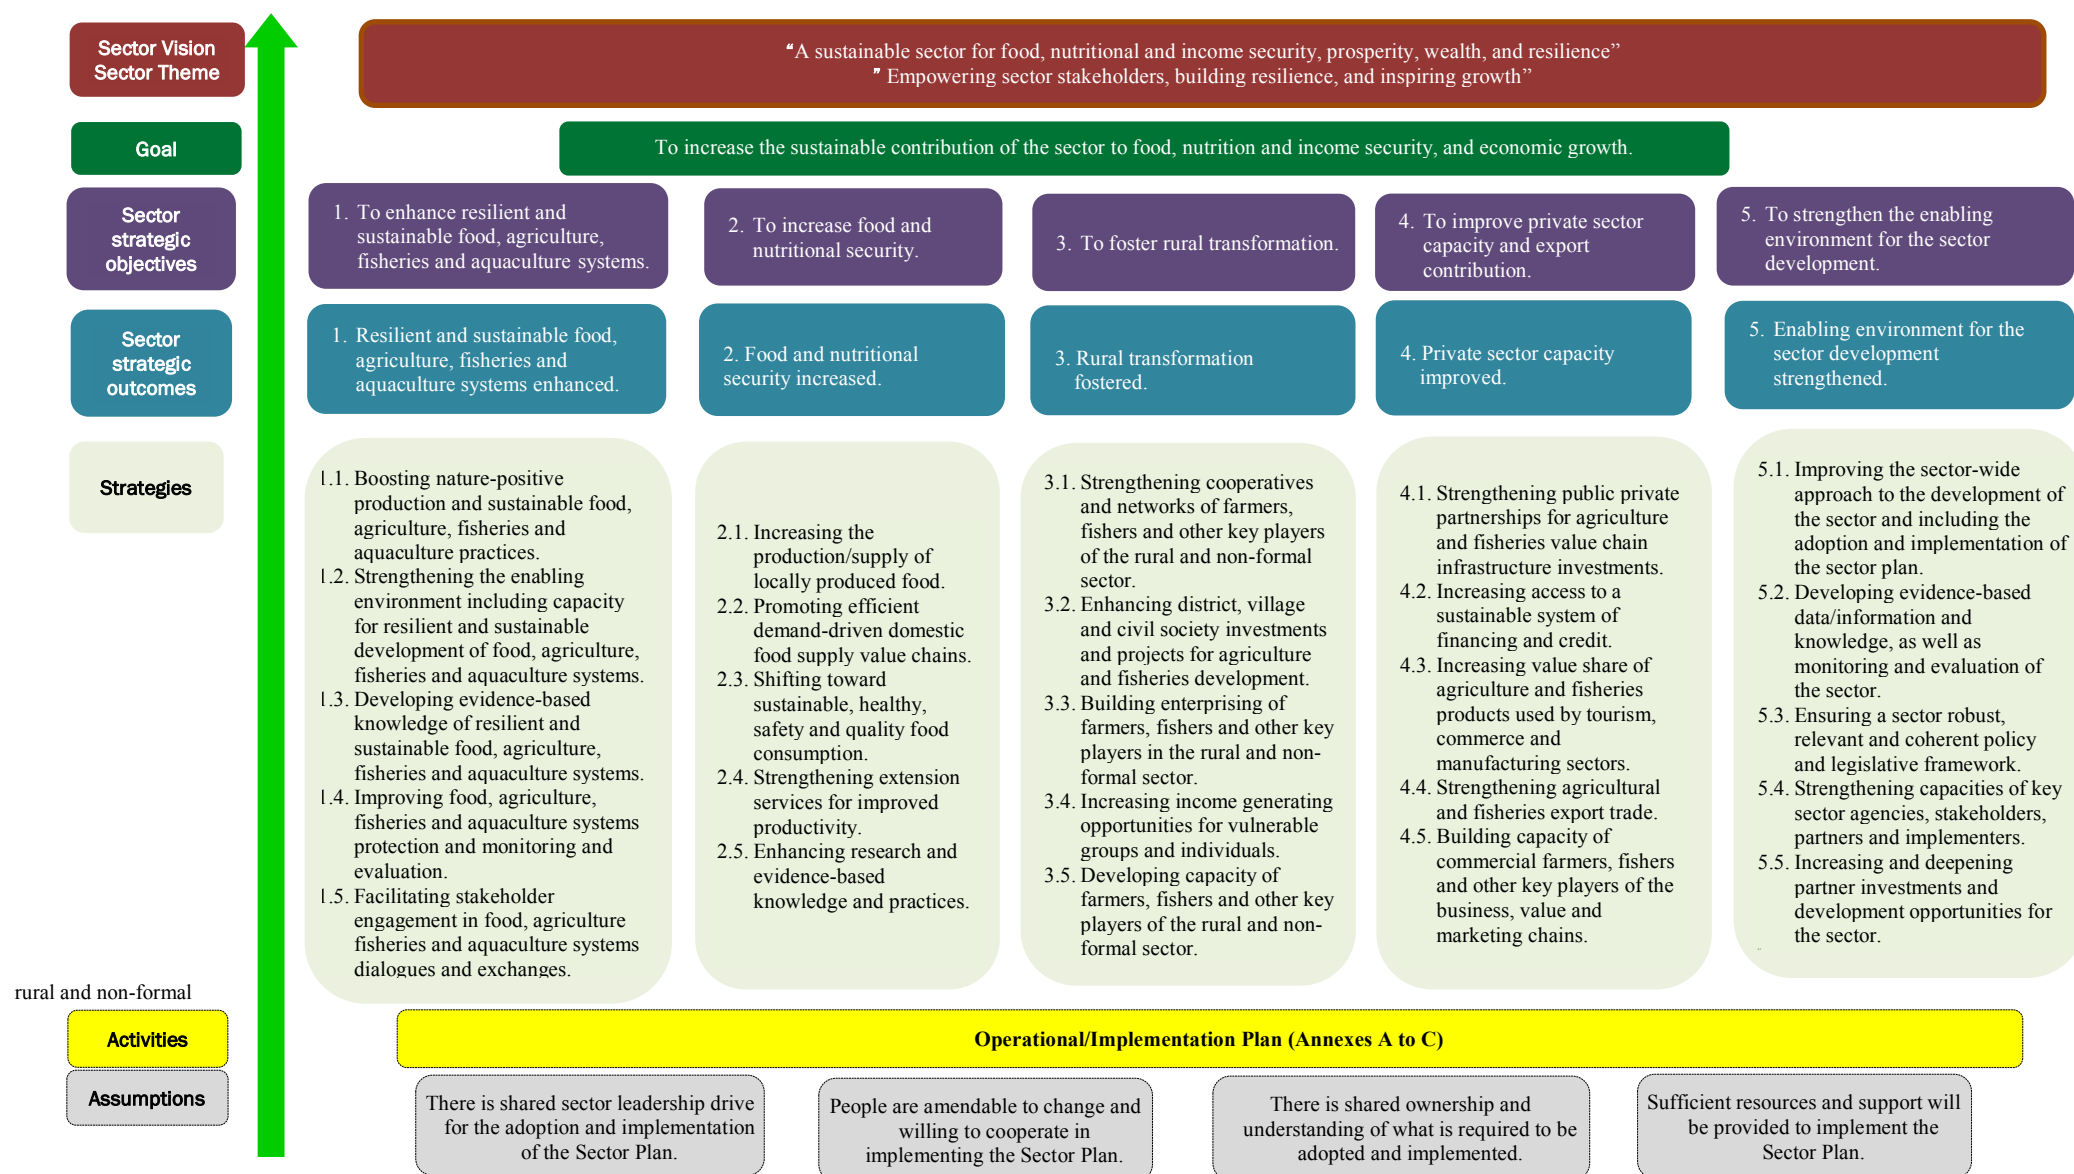 Sector Vision
Sector Theme
“A sustainable sector for food, nutritional and income security, prosperity, wealth, and resilience”
” Empowering sector stakeholders, building resilience, and inspiring growth”
Goal
To increase the sustainable contribution of the sector to food, nutrition and income security, and economic growth.
Sector
strategic
objectives
1. To enhance resilient and
sustainable food, agriculture,
fisheries and aquaculture systems.
2. To increase food and
nutritional security.
3. To foster rural transformation.
4. To improve private sector
capacity and export
contribution.
5. To strengthen the enabling
environment for the sector
development.
Sector
strategic
outcomes
1. Resilient and sustainable food,
agriculture, fisheries and
aquaculture systems enhanced.
2. Food and nutritional
security increased.
3. Rural transformation
fostered.
4. Private sector capacity
improved.
5. Enabling environment for the
sector development
strengthened.
Strategies
1.1. Boosting nature-positive
production and sustainable food,
agriculture, fisheries and
aquaculture practices.
1.2. Strengthening the enabling
environment including capacity
for resilient and sustainable
development of food, agriculture,
fisheries and aquaculture systems.
1.3. Developing evidence-based
knowledge of resilient and
sustainable food, agriculture,
fisheries and aquaculture systems.
1.4. Improving food, agriculture,
fisheries and aquaculture systems
protection and monitoring and
evaluation.
1.5. Facilitating stakeholder
engagement in food, agriculture
fisheries and aquaculture systems
dialogues and exchanges.
2.1. Increasing the
production/supply of
locally produced food.
2.2. Promoting efficient
demand-driven domestic
food supply value chains.
2.3. Shifting toward
sustainable, healthy,
safety and quality food
consumption.
2.4. Strengthening extension
services for improved
productivity.
2.5. Enhancing research and
evidence-based
knowledge and practices.
3.1. Strengthening cooperatives
and networks of farmers,
fishers and other key players
of the rural and non-formal
sector.
3.2. Enhancing district, village
and civil society investments
and projects for agriculture
and fisheries development.
3.3. Building enterprising of
farmers, fishers and other key
players in the rural and non-
formal sector.
3.4. Increasing income generating
opportunities for vulnerable
groups and individuals.
3.5. Developing capacity of
farmers, fishers and other key
players of the rural and non-
formal sector.
4.1. Strengthening public private
partnerships for agriculture
and fisheries value chain
infrastructure investments.
4.2. Increasing access to a
sustainable system of
financing and credit.
4.3. Increasing value share of
agriculture and fisheries
products used by tourism,
commerce and
manufacturing sectors.
4.4. Strengthening agricultural
and fisheries export trade.
4.5. Building capacity of
commercial farmers, fishers
and other key players of the
business, value and
marketing chains.
5.1. Improving the sector-wide
approach to the development of
the sector and including the
adoption and implementation of
the sector plan.
5.2. Developing evidence-based
data/information and
knowledge, as well as
monitoring and evaluation of
the sector.
5.3. Ensuring a sector robust,
relevant and coherent policy
and legislative framework.
5.4. Strengthening capacities of key
sector agencies, stakeholders,
partners and implementers.
5.5. Increasing and deepening
partner investments and
development opportunities for
the sector.
rural and non-formal
Activities
Operational/Implementation Plan (Annexes A to C)
Assumptions
There is shared sector leadership drive
for the adoption and implementation
of the Sector Plan.
People are amendable to change and
willing to cooperate in
implementing the Sector Plan.
There is shared ownership and
understanding of what is required to be
adopted and implemented.
Sufficient resources and support will
be provided to implement the
Sector Plan.